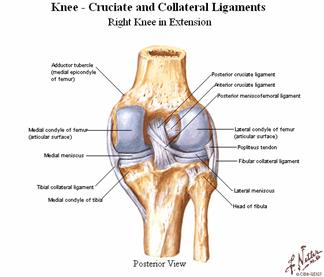 Knee - Cruciate and Collateral Ligaments
Right Knee in Extension
Adductor tubercle
(medial epicondyle
of femur)
Posterior cruciate ligament
Anterior cruciate ligament
Posterior meniscofemoral ligament
Medial condyle of femur
(articular surface)
Lateral condyle of femur
(articular surface)
Popliteus tendon
Medial meniscus
Fibular collateral ligament
Tibial collateral ligament
Lateral meniscus
Medial condyle of tibia
Head of fibula
Posterior View
F. Netter
M.D.